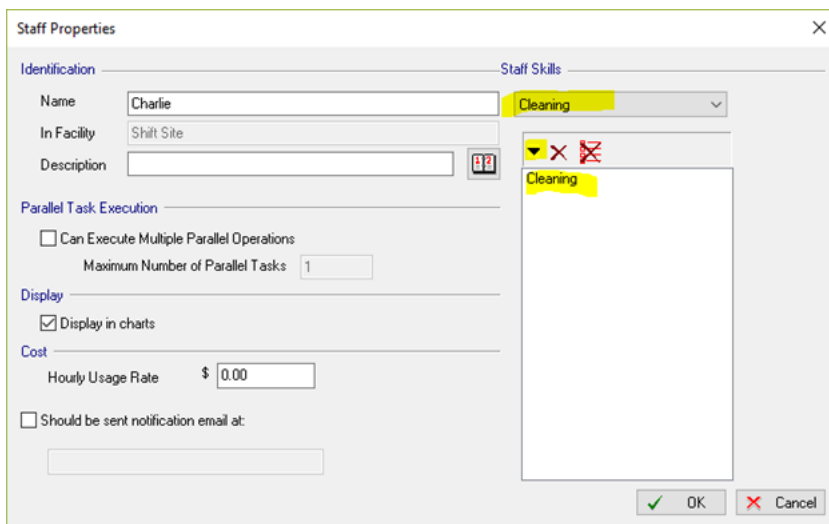 Staff Properties
Identification
Name Charlie
In Facility Shift Site
Description
Parallel Task Execution
Can Execute Multiple Parallel Operations
Maximum Number of Parallel Tasks 1
Display
Display in charts
Cost
Hourly Usage Rate $ 0.00
Should be sent notification email at:
Staff Skills
Cleaning
Cleaning
OK Cancel